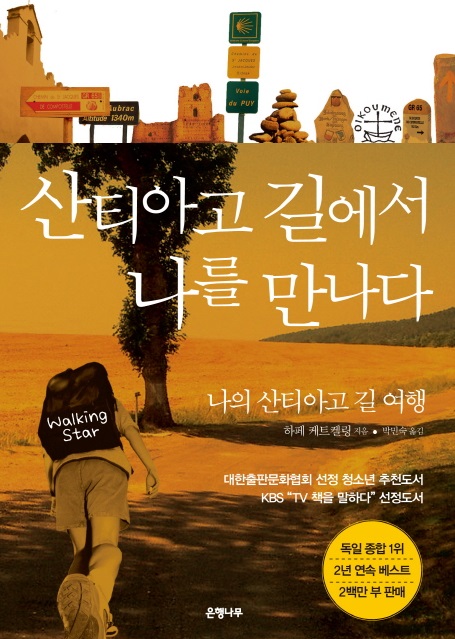 Aubrac
Altitude 1340m
DE COMPOSTELLE
GR 65
Voie
du PUY
OIKOUMENE
GR 65
산티아고 길에서
나를 만나다
Walking
Star
나의 산티아고 길 여행
하페 케르켈링 지음 ● 박민숙 옮김
대한출판문화협회 선정 청소년 추천도서
KBS “TV 책을 말하다” 선정도서
독일 종합 1위
2년 연속 베스트
2백만 부 판매
은행나무